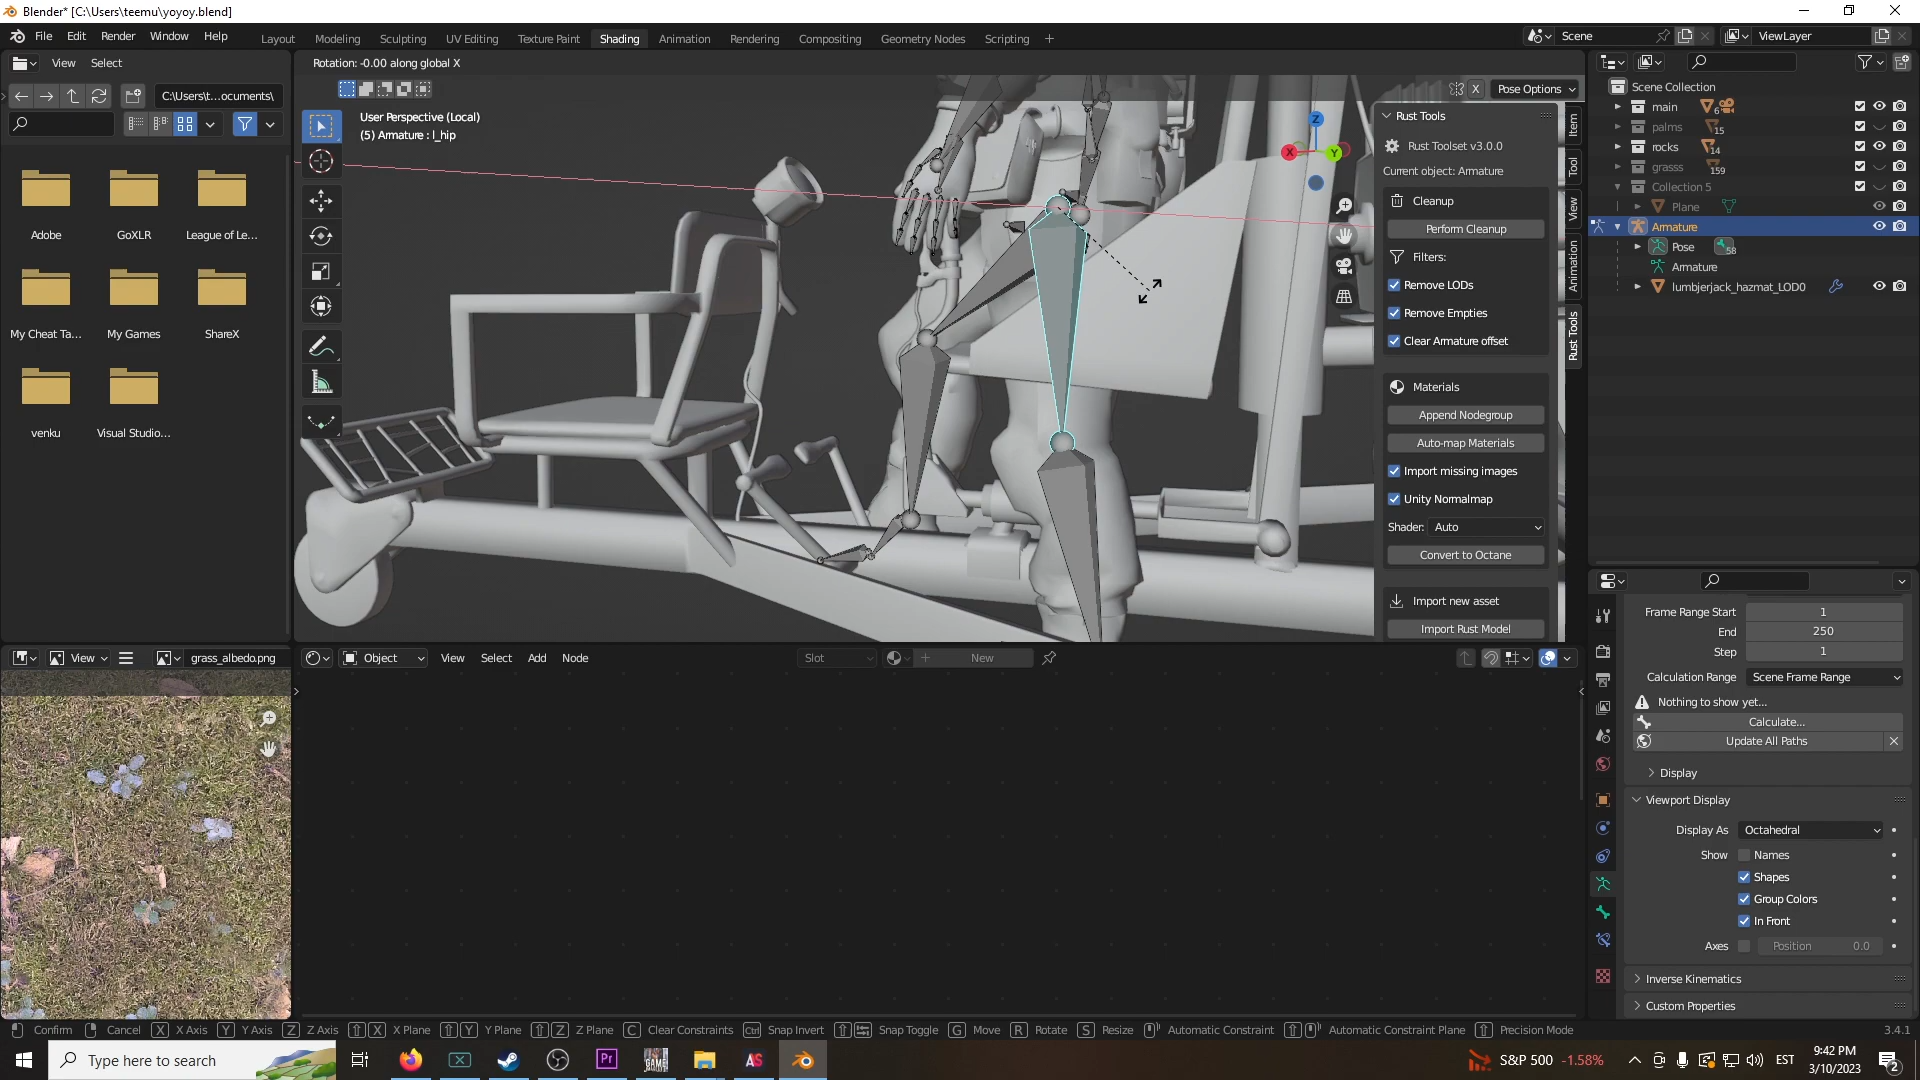 Blender* [C:\Users\teemu\yoyoy.blend]
File Edit Render Window Help
Layout Modeling Sculpting UV Editing Texture Paint Shading Animation Rendering Compositing Geometry Nodes Scripting +
Scene
ViewLayer
View Select
Rotation: -0.00 along global X
C:\Users\t...ocuments\
X Pose Options
User Perspective (Local)
(5) Armature : l_hip
Adobe GoXLR League of Le...
My Cheat Ta... My Games ShareX
venku Visual Studio...
Z
X
Y
Rust Tools
Rust Toolset v3.0.0
Current object: Armature
Cleanup
Perform Cleanup
Filters:
Remove LODs
Remove Empties
Clear Armature offset
Materials
Append Nodegroup
Auto-map Materials
Import missing images
Unity Normalmap
Shader: Auto
Convert to Octane
Import new asset
Import Rust Model
Item
Tool
View
Animation
Rust Tools
Scene Collection
main 6
palms 15
rocks 14
grasss 159
Collection 5
Plane
Armature
Pose 58
Armature
lumbjerjack_hazmat_LOD0
Frame Range Start 1
End 250
Step 1
Calculation Range Scene Frame Range
Nothing to show yet...
Calculate...
Update All Paths
Display
Viewport Display
Display As Octahedral
Show Names
Shapes
Group Colors
In Front
Axes Position 0.0
Inverse Kinematics
Custom Properties
View grass_albedo.png
Object View Select Add Node Slot New
Confirm Cancel X X Axis Y Y Axis Z Z Axis X X Plane Y Y Plane Z Z Plane C Clear Constraints Ctrl Snap Invert Snap Toggle G Move R Rotate S Resize Automatic Constraint Automatic Constraint Plane Precision Mode 3.4.1
Type here to search
Pr
AS
S&P 500 -1.58%
EST
9:42 PM
3/10/2023
2